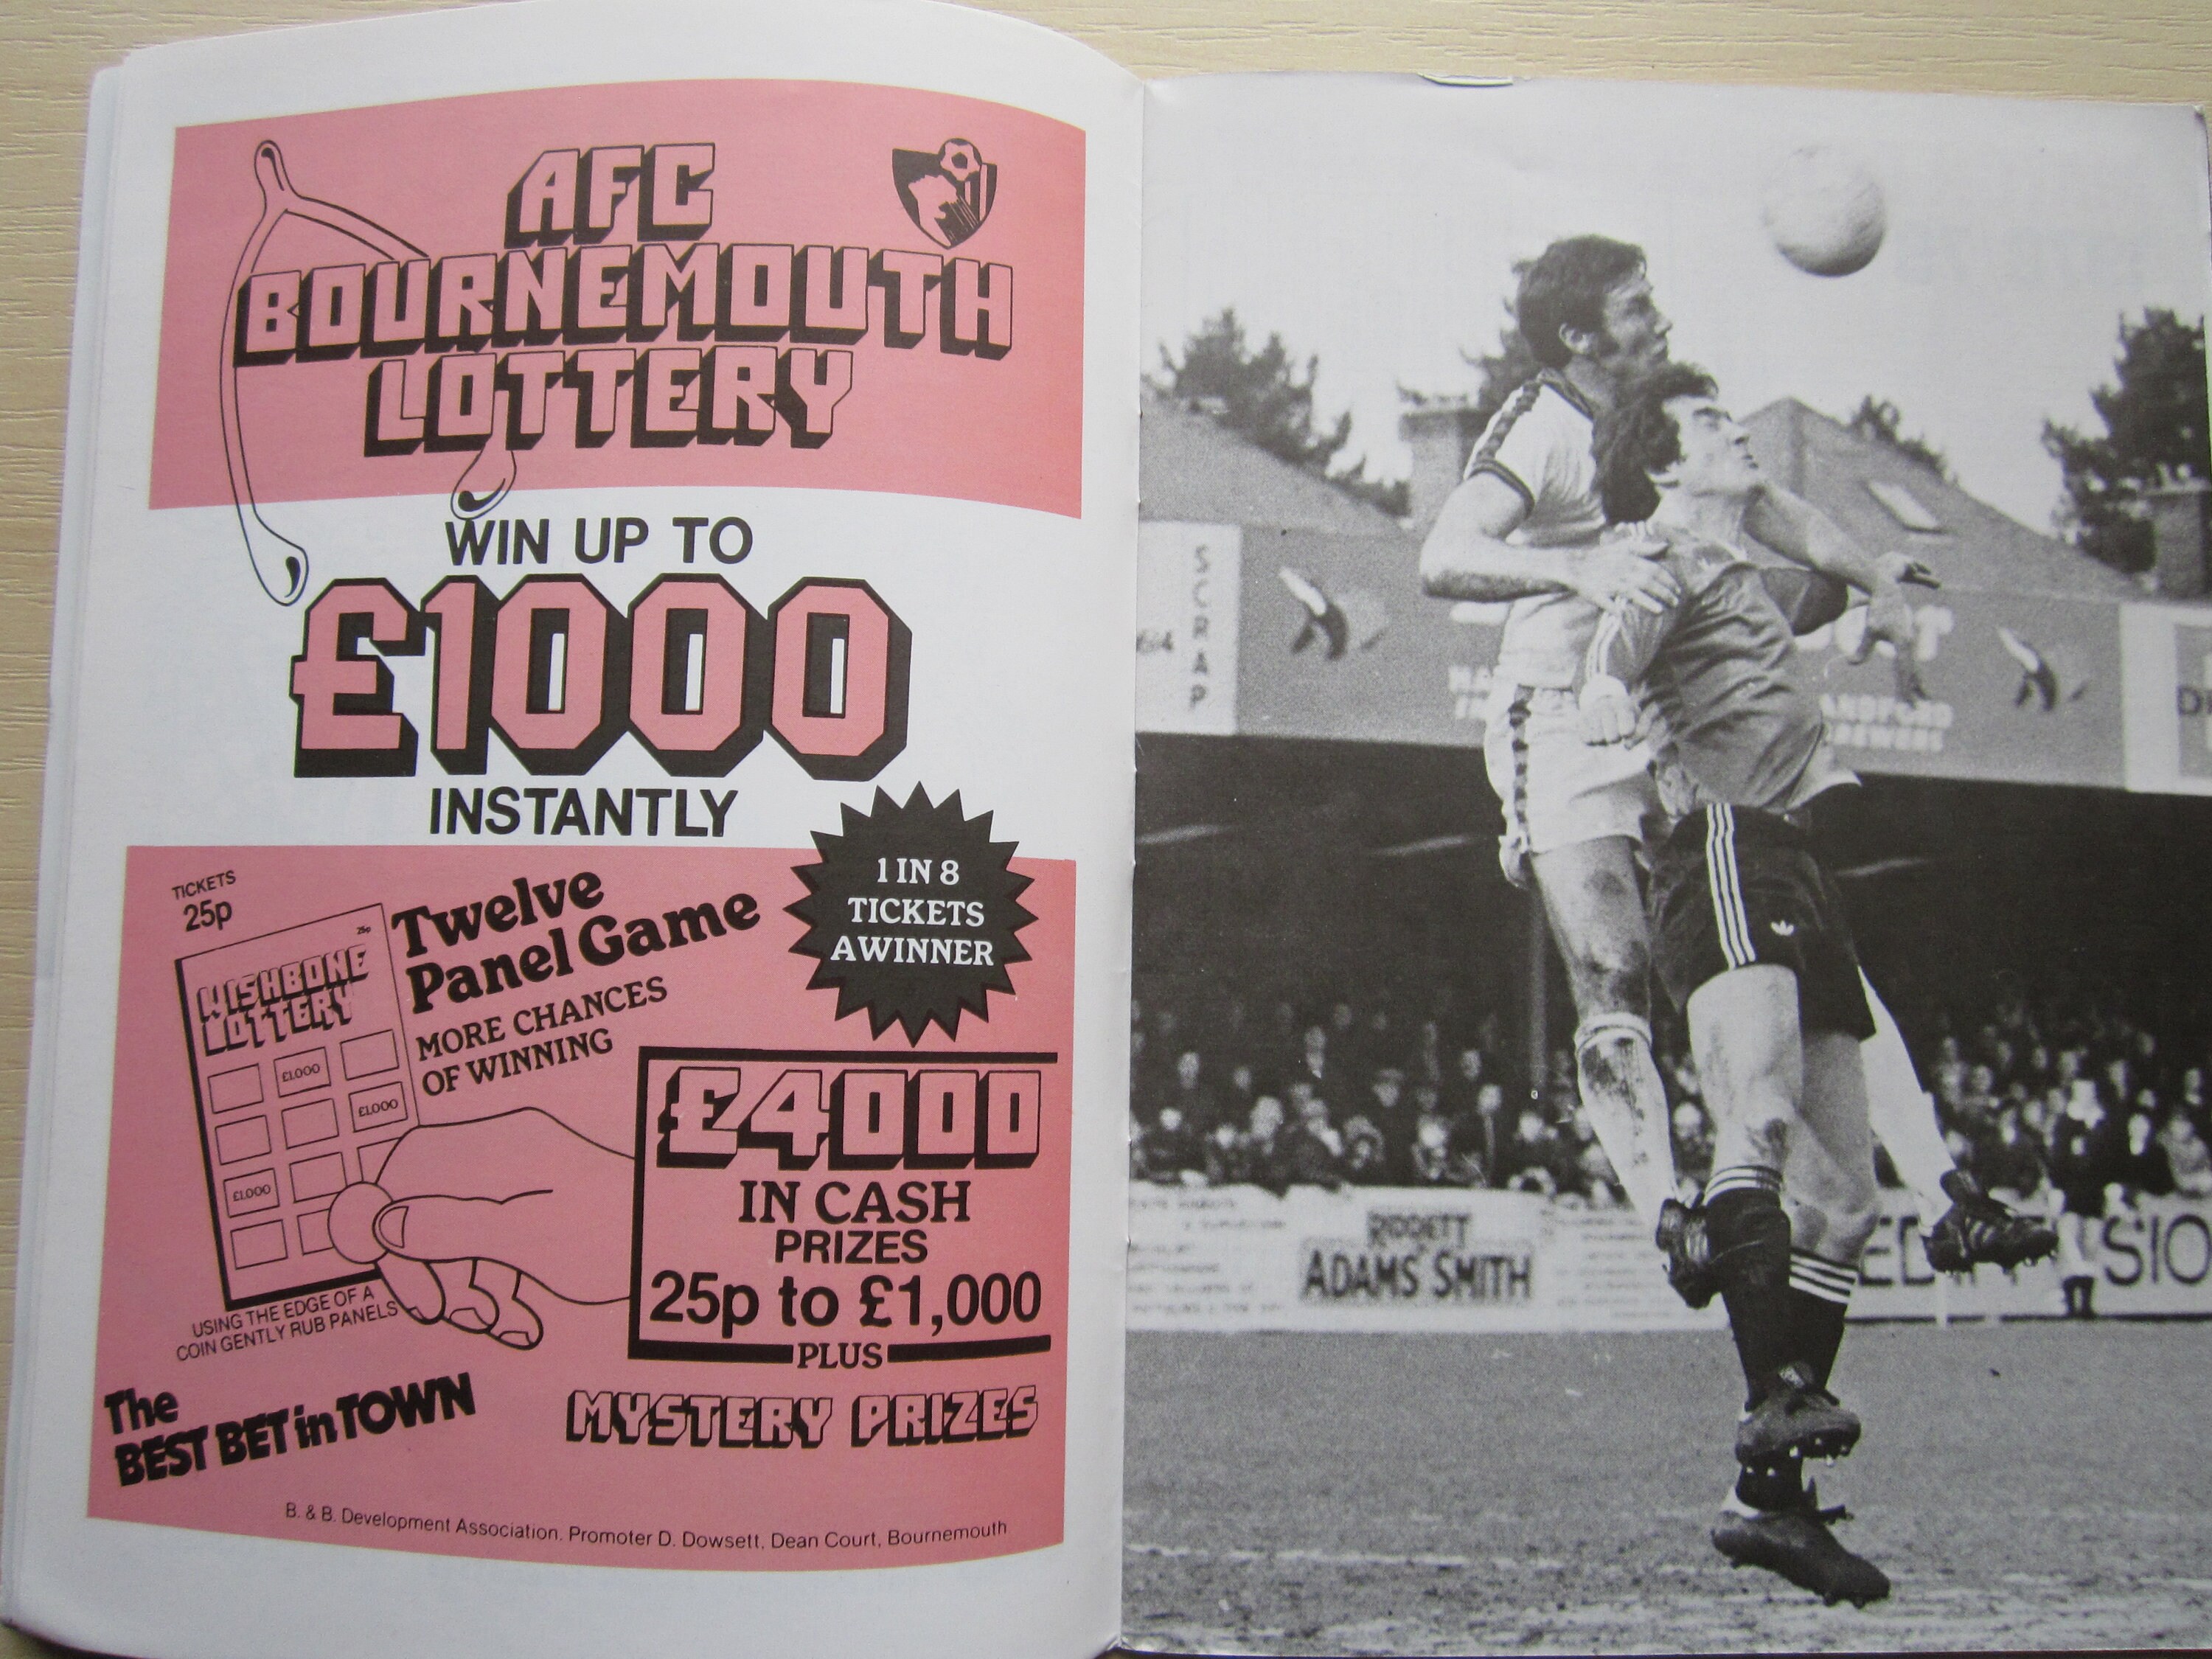 AFC
BOURNEMOUTH
LOTTERY
WIN UP TO
£1000
INSTANTLY
TICKETS
25p
25p
WISHBONE
LOTTERY
£1,000
£1,000
£1,000
Twelve
Panel Game
MORE CHANCES
OF WINNING
1 IN 8
TICKETS
A WINNER
£4000
IN CASH
PRIZES
25p to £1,000
PLUS
MYSTERY PRIZES
USING THE EDGE OF A
COIN GENTLY RUB PANELS
The
BEST BET in TOWN
B. & B. Development Association. Promoter D. Dowsett, Dean Court, Bournemouth
SCRAP
ADAMS SMITH